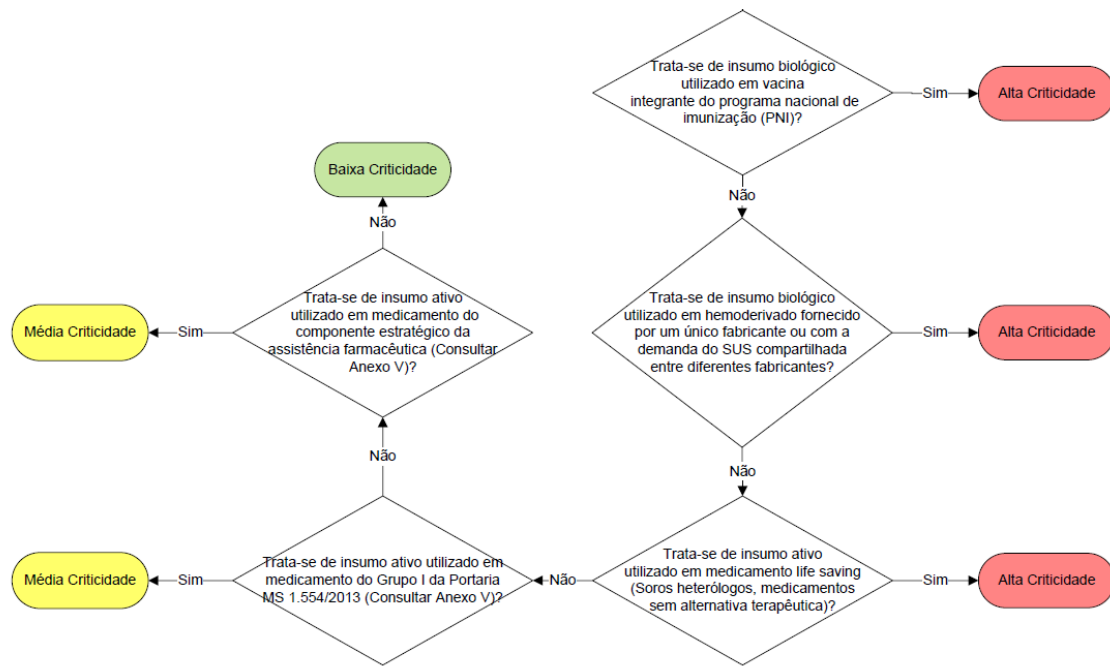 Trata-se de insumo biológico
utilizado em vacina
integrante do programa nacional de
imunização (PNI)?
Sim
Alta Criticidade
Não
Trata-se de insumo biológico
utilizado em hemoderivado fornecido
por um único fabricante ou com a
demanda do SUS compartilhada
entre diferentes fabricantes?
Sim
Alta Criticidade
Não
Trata-se de insumo ativo
utilizado em medicamento life saving
(Soros heterólogos, medicamentos
sem alternativa terapêutica)?
Sim
Alta Criticidade
Não
Trata-se de insumo ativo utilizado em
medicamento do Grupo I da Portaria
MS 1.554/2013 (Consultar Anexo V)?
Sim
Média Criticidade
Não
Trata-se de insumo ativo
utilizado em medicamento do
componente estratégico da
assistência farmacêutica (Consultar
Anexo V)?
Sim
Média Criticidade
Não
Baixa Criticidade